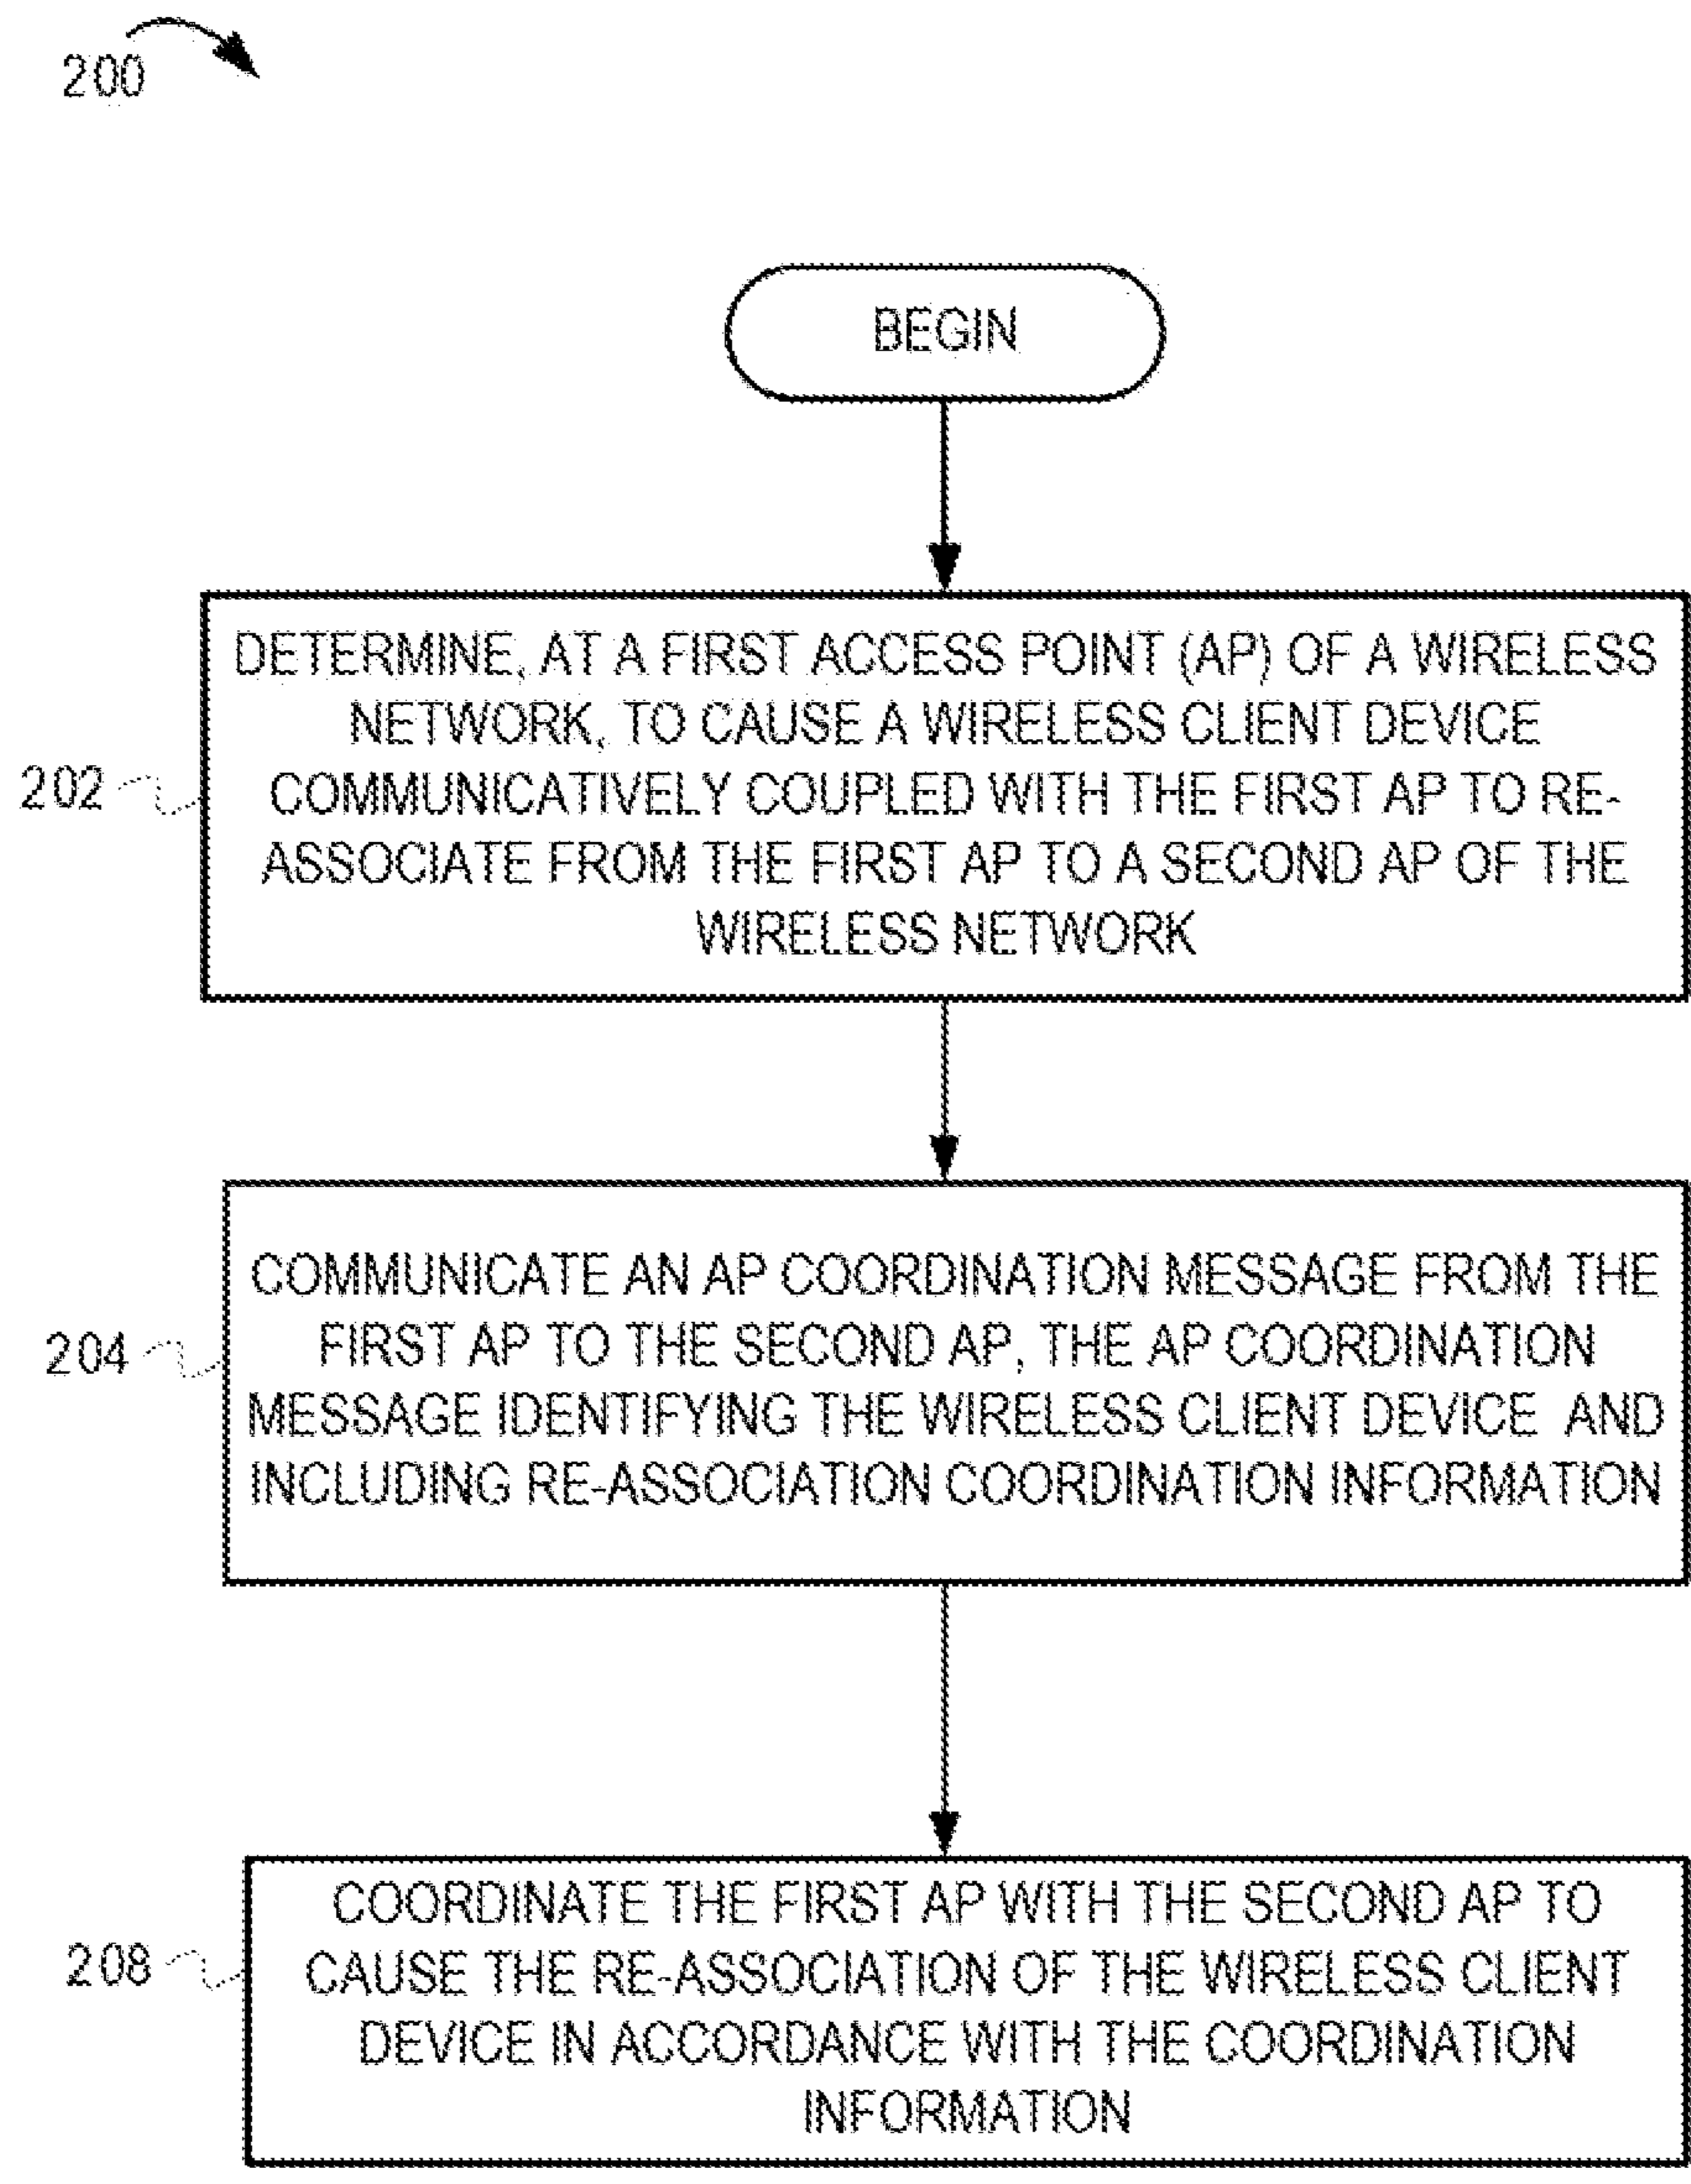 200
BEGIN
DETERMINE, AT A FIRST ACCESS POINT (AP) OF A WIRELESS
NETWORK, TO CAUSE A WIRELESS CLIENT DEVICE
COMMUNICATIVELY COUPLED WITH THE FIRST AP TO RE-
ASSOCIATE FROM THE FIRST AP TO A SECOND AP OF THE
WIRELESS NETWORK
202
COMMUNICATE AN AP COORDINATION MESSAGE FROM THE
FIRST AP TO THE SECOND AP, THE AP COORDINATION
MESSAGE IDENTIFYING THE WIRELESS CLIENT DEVICE AND
INCLUDING RE-ASSOCIATION COORDINATION INFORMATION
204
COORDINATE THE FIRST AP WITH THE SECOND AP TO
CAUSE THE RE-ASSOCIATION OF THE WIRELESS CLIENT
DEVICE IN ACCORDANCE WITH THE COORDINATION
INFORMATION
208